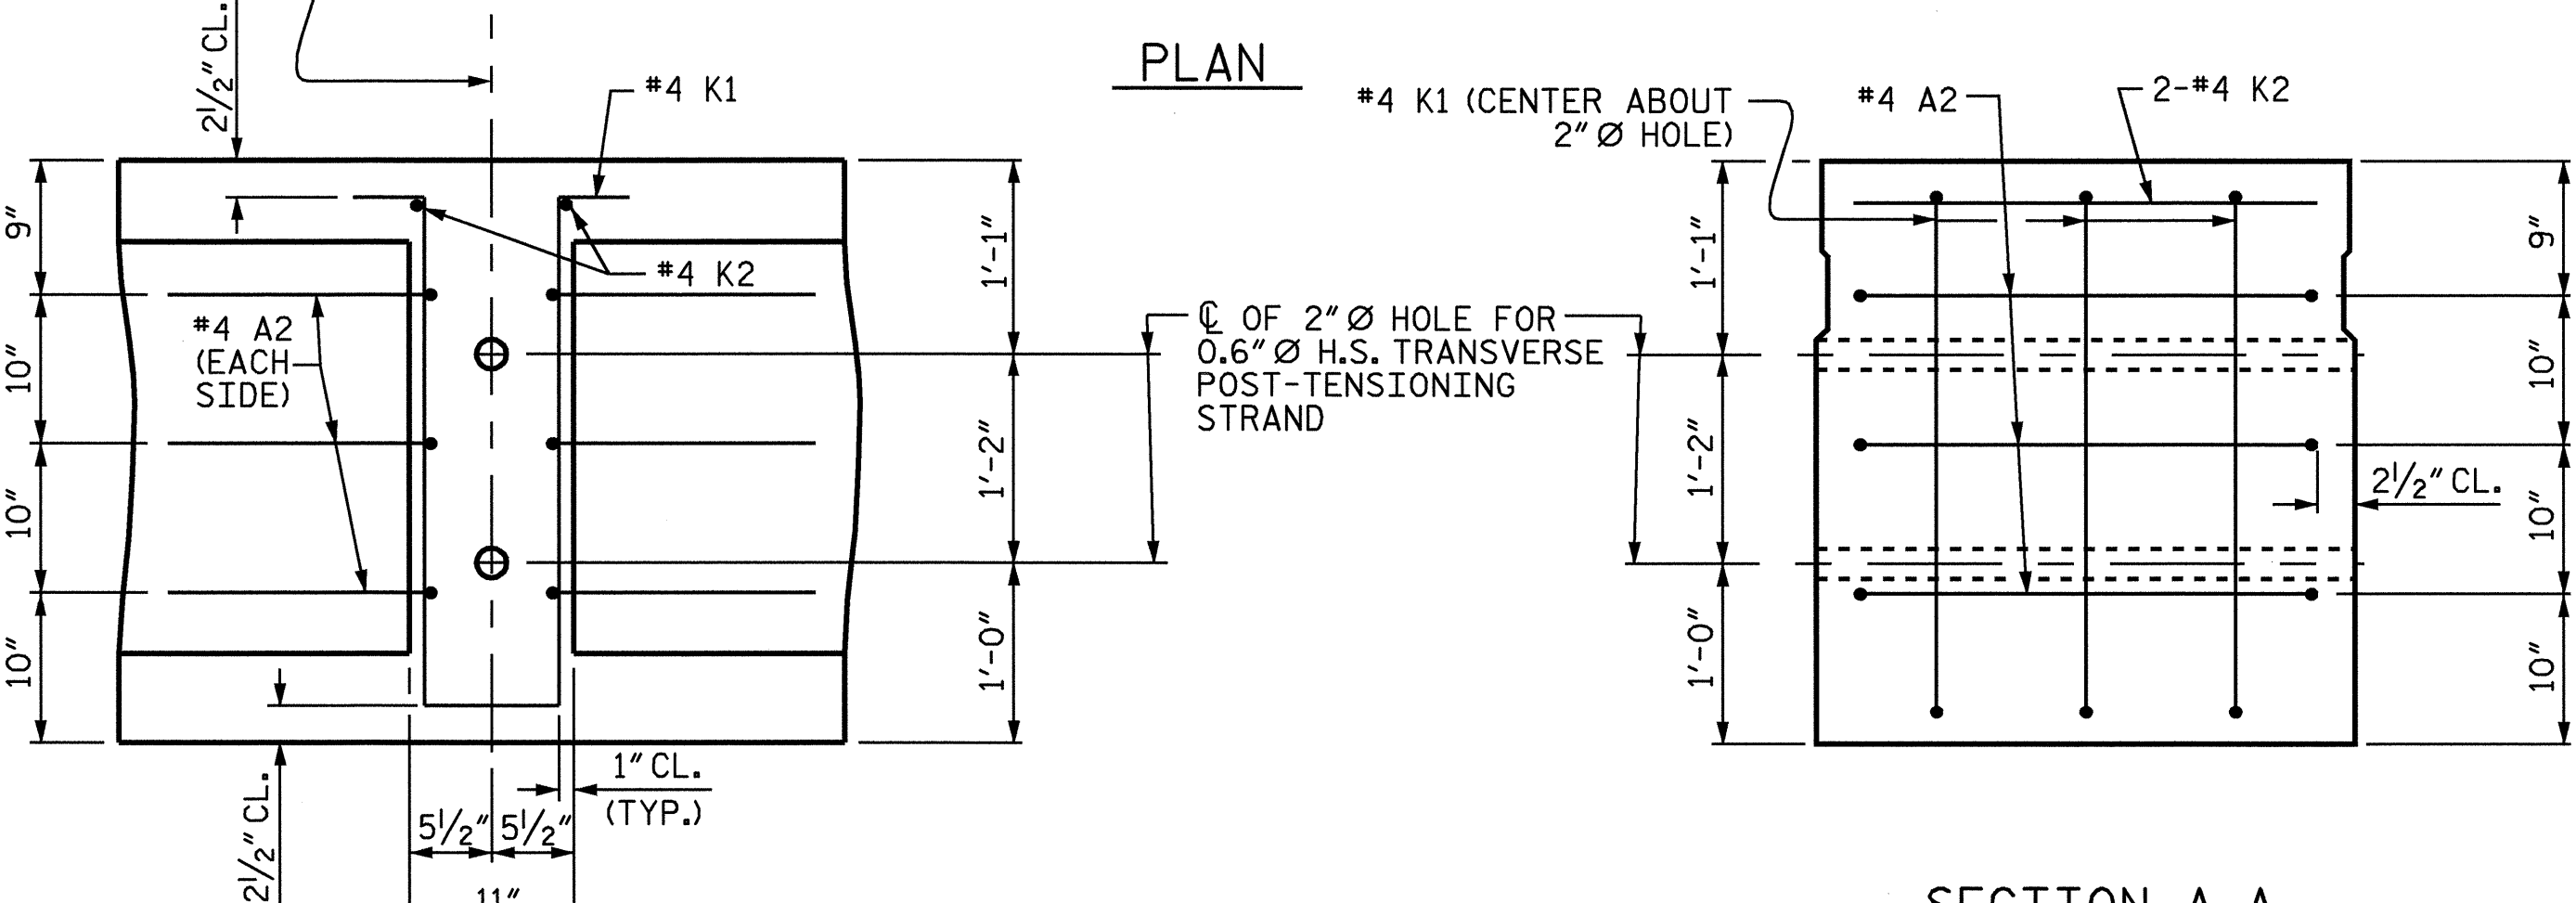 PLAN
2½" CL.
#4 K1
9"
10"
10"
10"
#4 K2
#4 A2
(EACH
SIDE)
1'-1"
1'-2"
1'-0"
2½" CL.
1" CL.
(TYP.)
5½" 5½"
11"
℄ OF 2" Ø HOLE FOR
0.6" Ø H.S. TRANSVERSE
POST-TENSIONING
STRAND
#4 K1 (CENTER ABOUT
2" Ø HOLE)
#4 A2
2-#4 K2
1'-1"
1'-2"
1'-0"
9"
10"
10"
10"
2½" CL.
SECTION A-A